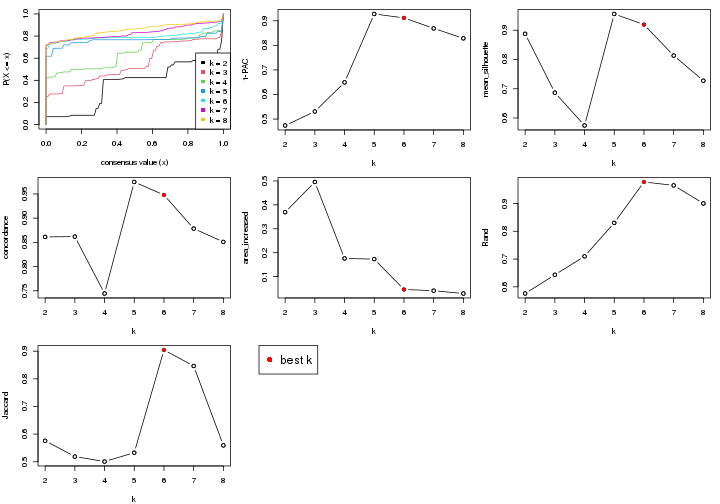 P(X <= x)
0.0 0.2 0.4 0.6 0.8 1.0
k = 2
k = 3
k = 4
k = 5
k = 6
k = 7
k = 8
0.0 0.2 0.4 0.6 0.8 1.0
consensus value (x)
1-PAC
0.5 0.6 0.7 0.8 0.9
2 3 4 5 6 7 8
k
mean_silhouette
0.6 0.7 0.8 0.9
2 3 4 5 6 7 8
k
concordance
0.75 0.80 0.85 0.90 0.95
2 3 4 5 6 7 8
k
area_increased
0.1 0.2 0.3 0.4 0.5
2 3 4 5 6 7 8
k
Rand
0.6 0.7 0.8 0.9
2 3 4 5 6 7 8
k
Jaccard
0.5 0.6 0.7 0.8 0.9
2 3 4 5 6 7 8
k
best k